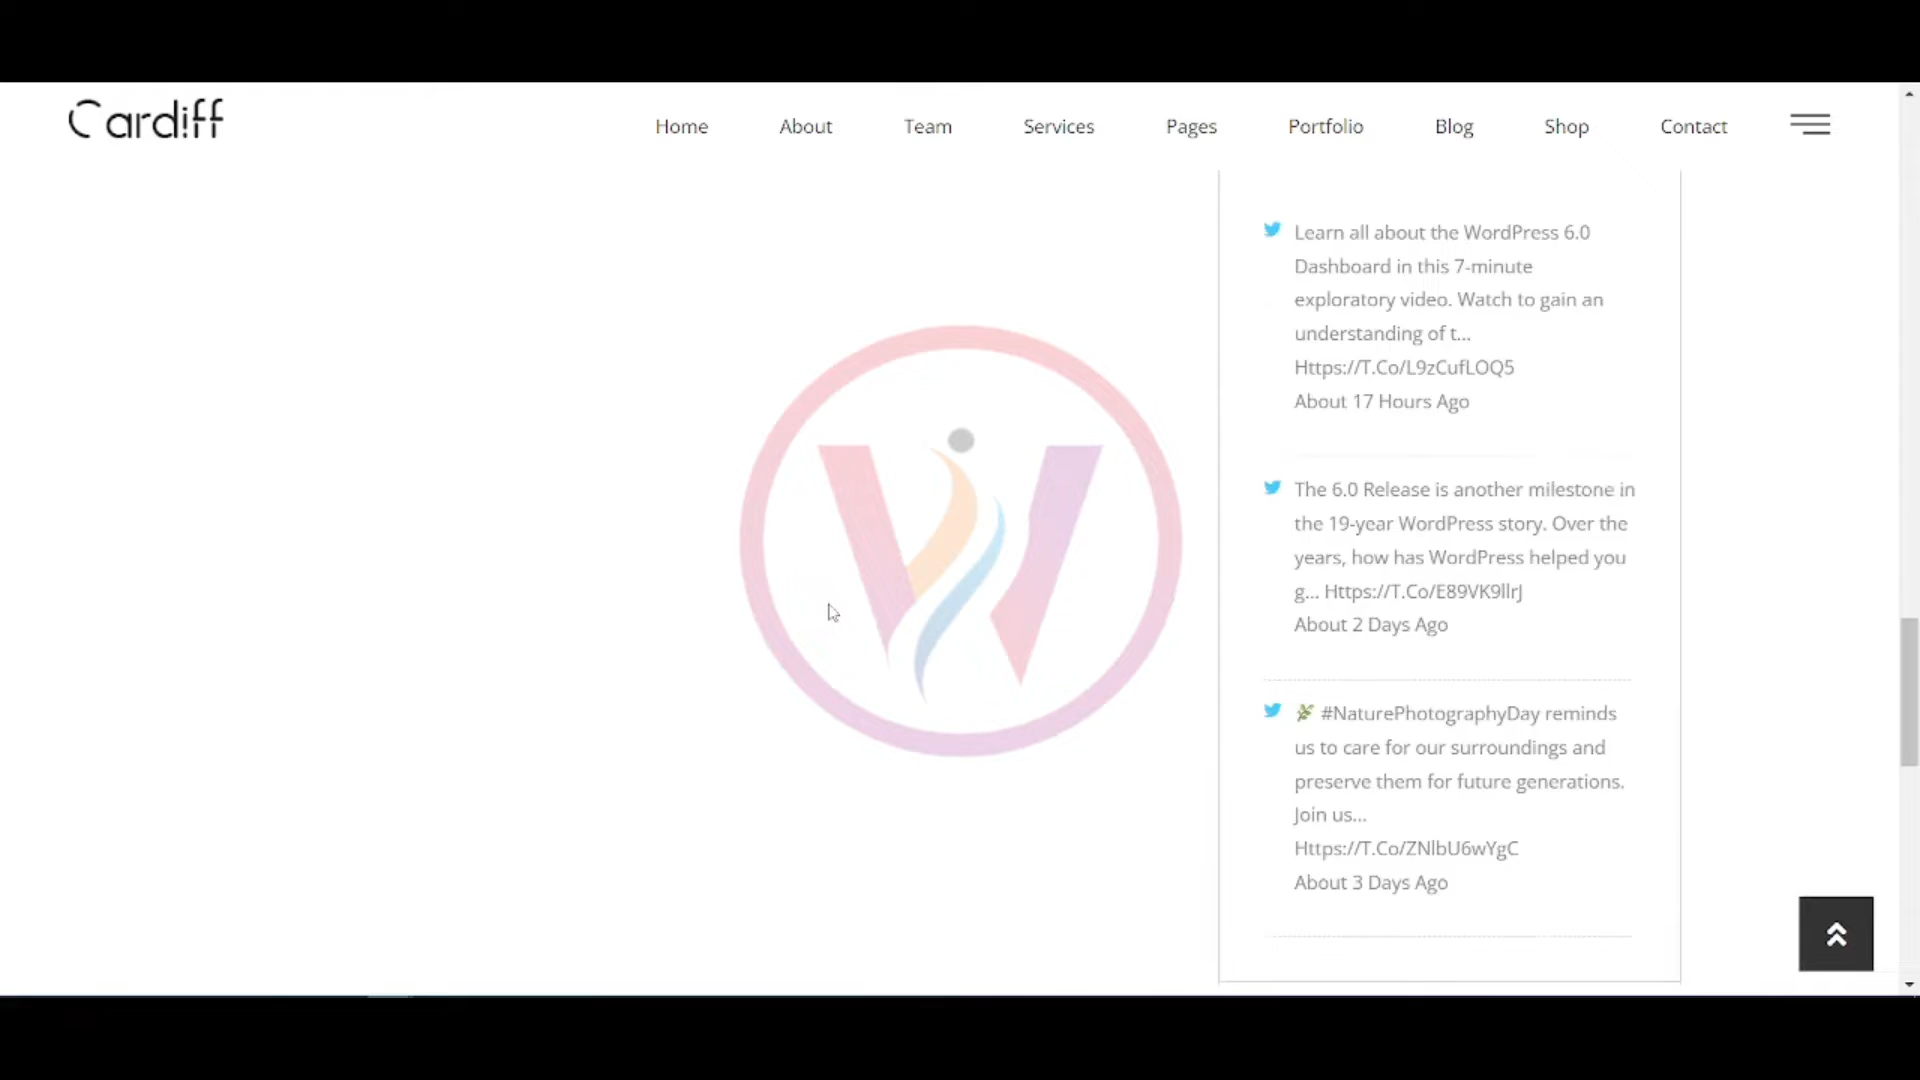 Cardiff
Home About Team Services Pages Portfolio Blog Shop Contact
Learn all about the WordPress 6.0
Dashboard in this 7-minute
exploratory video. Watch to gain an
understanding of t...
Https://T.Co/L9zCufLOQ5
About 17 Hours Ago
The 6.0 Release is another milestone in
the 19-year WordPress story. Over the
years, how has WordPress helped you
g... Https://T.Co/E89VK9llrJ
About 2 Days Ago
🌿 #NaturePhotographyDay reminds
us to care for our surroundings and
preserve them for future generations.
Join us...
Https://T.Co/ZNlbU6wYgC
About 3 Days Ago